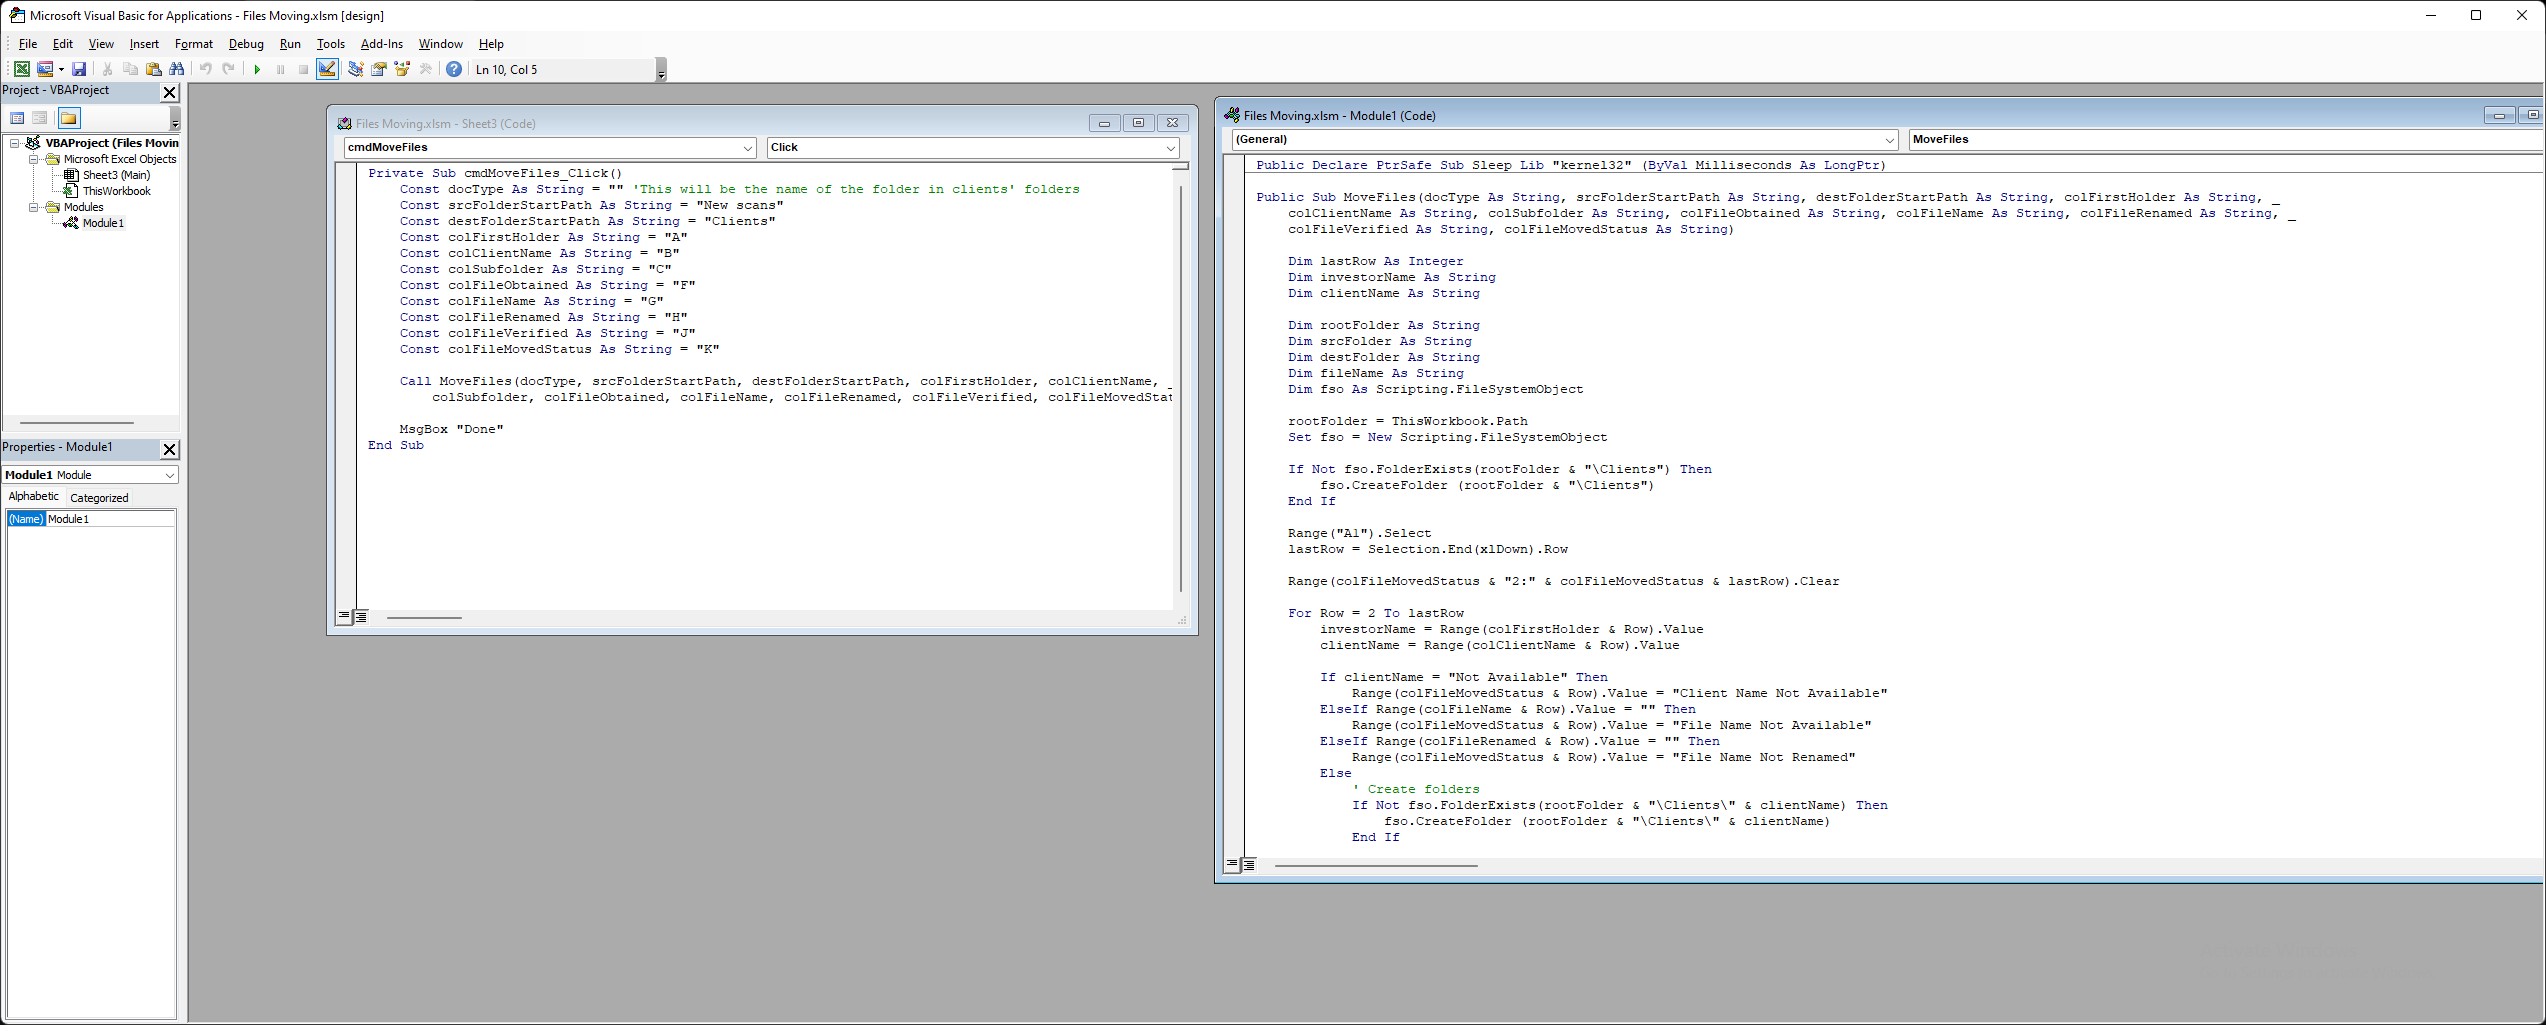 Microsoft Visual Basic for Applications - Files Moving.xlsm [design]
File Edit View Insert Format Debug Run Tools Add-Ins Window Help
Ln 10, Col 5
Project - VBAProject
VBAProject (Files Movin
Microsoft Excel Objects
Sheet3 (Main)
ThisWorkbook
Modules
Module1
Properties - Module1
Module1 Module
Alphabetic Categorized
(Name) Module1
Files Moving.xlsm - Sheet3 (Code)
cmdMoveFiles Click
Private Sub cmdMoveFiles_Click()
Const docType As String = "" 'This will be the name of the folder in clients' folders
Const srcFolderStartPath As String = "New scans"
Const destFolderStartPath As String = "Clients"
Const colFirstHolder As String = "A"
Const colClientName As String = "B"
Const colSubfolder As String = "C"
Const colFileObtained As String = "F"
Const colFileName As String = "G"
Const colFileRenamed As String = "H"
Const colFileVerified As String = "J"
Const colFileMovedStatus As String = "K"
Call MoveFiles(docType, srcFolderStartPath, destFolderStartPath, colFirstHolder, colClientName, _
colSubfolder, colFileObtained, colFileName, colFileRenamed, colFileVerified, colFileMovedStat
MsgBox "Done"
End Sub
Files Moving.xlsm - Module1 (Code)
(General) MoveFiles
Public Declare PtrSafe Sub Sleep Lib "kernel32" (ByVal Milliseconds As LongPtr)
Public Sub MoveFiles(docType As String, srcFolderStartPath As String, destFolderStartPath As String, colFirstHolder As String, _
colClientName As String, colSubfolder As String, colFileObtained As String, colFileName As String, colFileRenamed As String, _
colFileVerified As String, colFileMovedStatus As String)
Dim lastRow As Integer
Dim investorName As String
Dim clientName As String
Dim rootFolder As String
Dim srcFolder As String
Dim destFolder As String
Dim fileName As String
Dim fso As Scripting.FileSystemObject
rootFolder = ThisWorkbook.Path
Set fso = New Scripting.FileSystemObject
If Not fso.FolderExists(rootFolder & "\Clients") Then
fso.CreateFolder (rootFolder & "\Clients")
End If
Range("A1").Select
lastRow = Selection.End(xlDown).Row
Range(colFileMovedStatus & "2:" & colFileMovedStatus & lastRow).Clear
For Row = 2 To lastRow
investorName = Range(colFirstHolder & Row).Value
clientName = Range(colClientName & Row).Value
If clientName = "Not Available" Then
Range(colFileMovedStatus & Row).Value = "Client Name Not Available"
ElseIf Range(colFileName & Row).Value = "" Then
Range(colFileMovedStatus & Row).Value = "File Name Not Available"
ElseIf Range(colFileRenamed & Row).Value = "" Then
Range(colFileMovedStatus & Row).Value = "File Name Not Renamed"
Else
' Create folders
If Not fso.FolderExists(rootFolder & "\Clients\" & clientName) Then
fso.CreateFolder (rootFolder & "\Clients\" & clientName)
End If